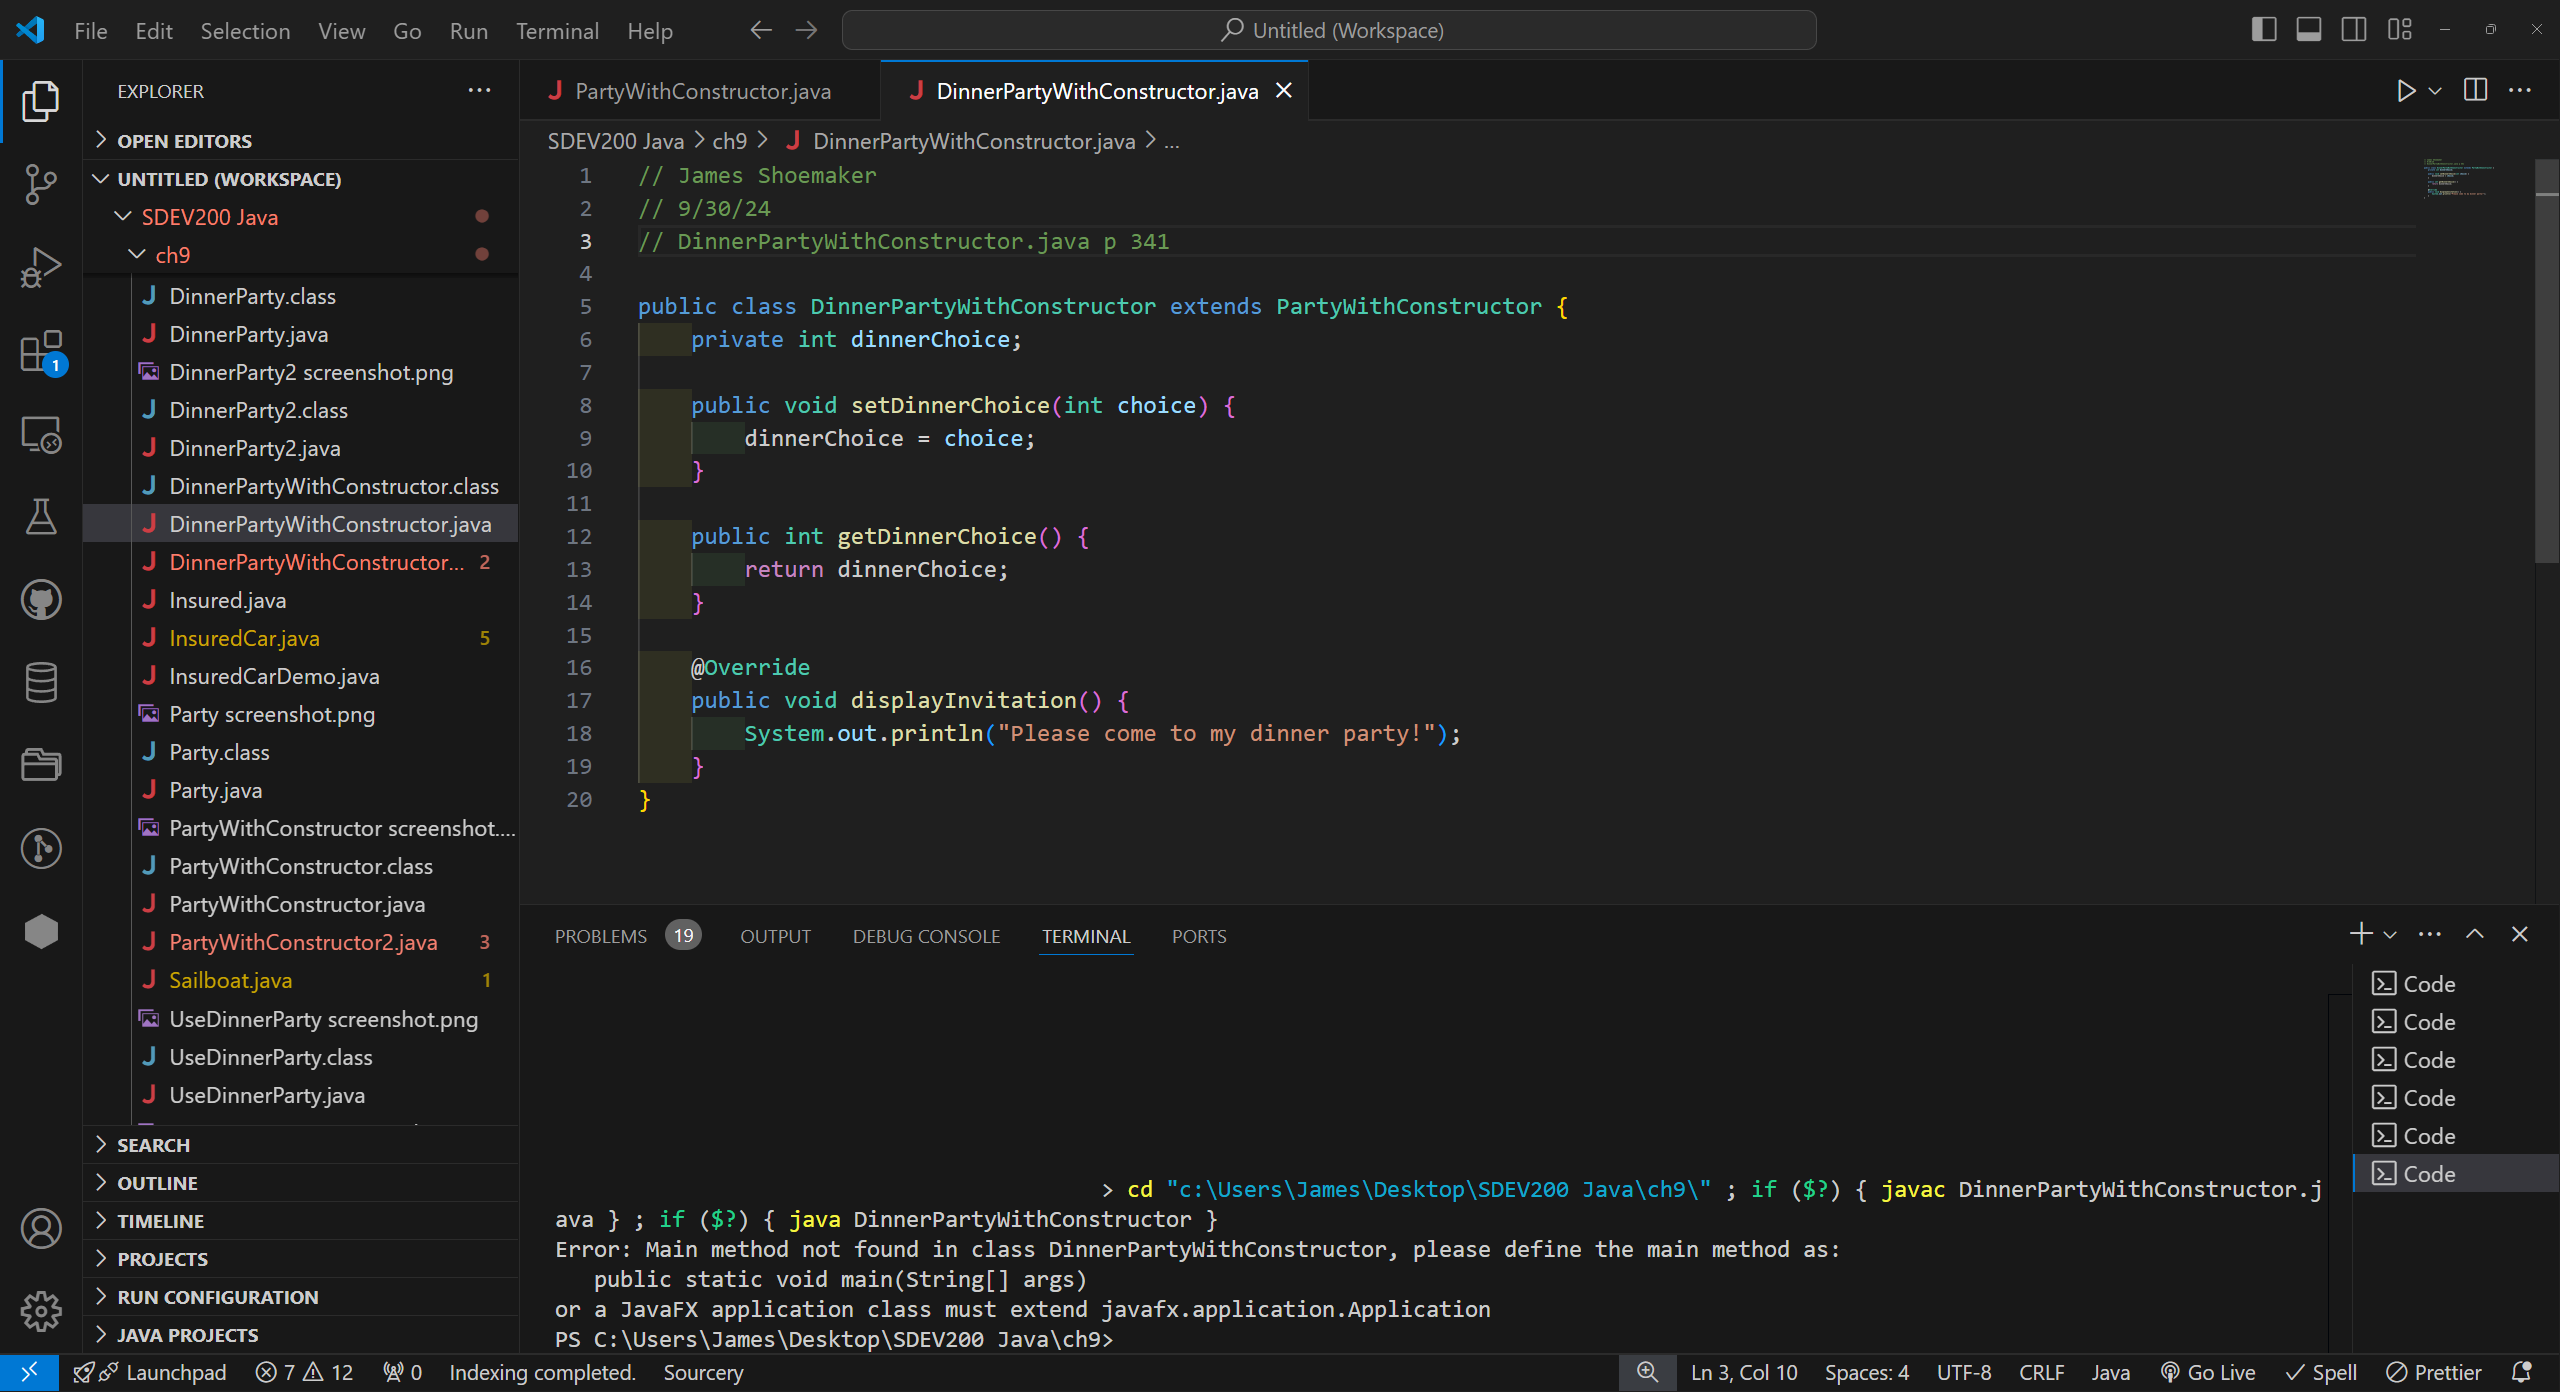 File Edit Selection View Go Run Terminal Help
Untitled (Workspace)
EXPLORER
OPEN EDITORS
UNTITLED (WORKSPACE)
SDEV200 Java
ch9
DinnerParty.class
DinnerParty.java
DinnerParty2 screenshot.png
DinnerParty2.class
DinnerParty2.java
DinnerPartyWithConstructor.class
DinnerPartyWithConstructor.java
DinnerPartyWithConstructor... 2
Insured.java
InsuredCar.java 5
InsuredCarDemo.java
Party screenshot.png
Party.class
Party.java
PartyWithConstructor screenshot....
PartyWithConstructor.class
PartyWithConstructor.java
PartyWithConstructor2.java 3
Sailboat.java 1
UseDinnerParty screenshot.png
UseDinnerParty.class
UseDinnerParty.java
SEARCH
OUTLINE
TIMELINE
PROJECTS
RUN CONFIGURATION
JAVA PROJECTS
1
PartyWithConstructor.java DinnerPartyWithConstructor.java
SDEV200 Java > ch9 > DinnerPartyWithConstructor.java > ...
1 // James Shoemaker
2 // 9/30/24
3 // DinnerPartyWithConstructor.java p 341
4
5 public class DinnerPartyWithConstructor extends PartyWithConstructor {
6 private int dinnerChoice;
7
8 public void setDinnerChoice(int choice) {
9 dinnerChoice = choice;
10 }
11
12 public int getDinnerChoice() {
13 return dinnerChoice;
14 }
15
16 @Override
17 public void displayInvitation() {
18 System.out.println("Please come to my dinner party!");
19 }
20 }
PROBLEMS 19 OUTPUT DEBUG CONSOLE TERMINAL PORTS
> cd "c:\Users\James\Desktop\SDEV200 Java\ch9\" ; if ($?) { javac DinnerPartyWithConstructor.j
ava } ; if ($?) { java DinnerPartyWithConstructor }
Error: Main method not found in class DinnerPartyWithConstructor, please define the main method as:
public static void main(String[] args)
or a JavaFX application class must extend javafx.application.Application
PS C:\Users\James\Desktop\SDEV200 Java\ch9>
Code
Code
Code
Code
Code
Code
Launchpad 7 12 0 Indexing completed. Sourcery Ln 3, Col 10 Spaces: 4 UTF-8 CRLF Java Go Live Spell Prettier